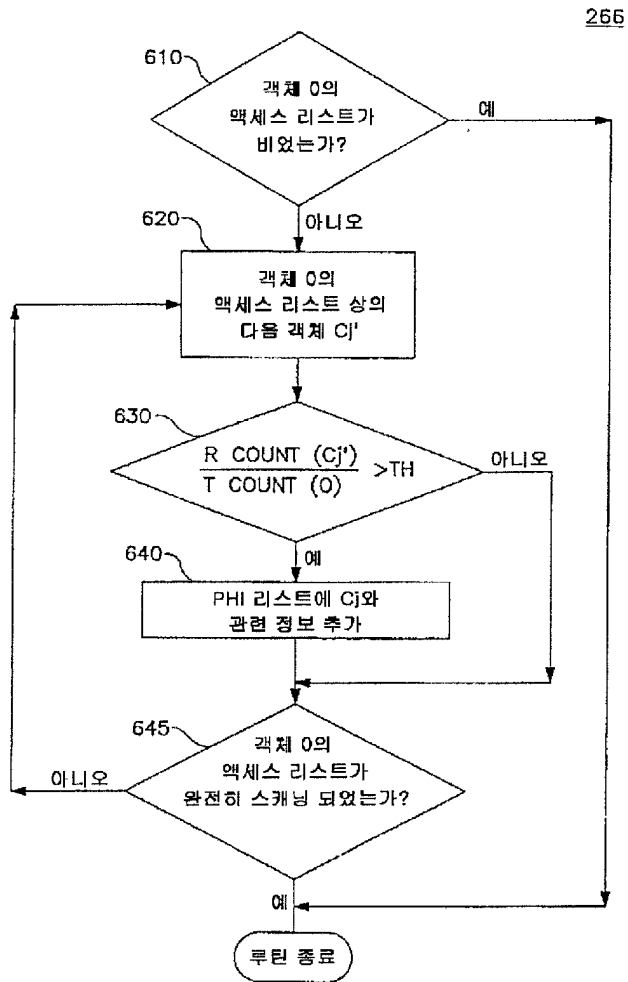 266
610
객체 0의
액세스 리스트가
비었는가?
예
아니오
620
객체 0의
액세스 리스트 상의
다음 객체 Cj'
630
R COUNT (Cj')
T COUNT (O)
>TH
아니오
예
640
PHI 리스트에 Cj와
관련 정보 추가
645
객체 0의
액세스 리스트가
완전히 스캐닝 되었는가?
아니오
예
루틴 종료